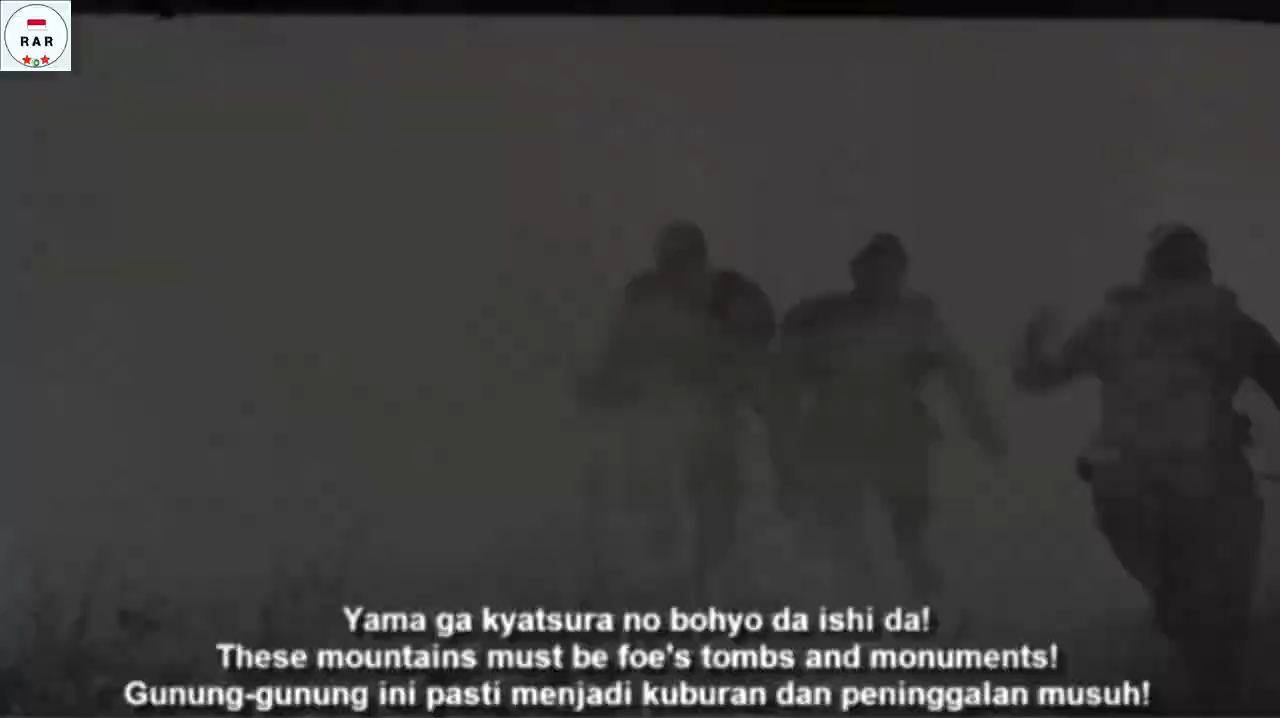 RAR
Yama ga kyatsura no bohyo da ishi da!
These mountains must be foe's tombs and monuments!
Gunung-gunung ini pasti menjadi kuburan dan peninggalan musuh!